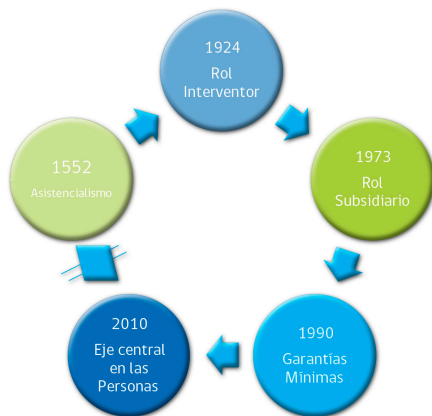 1924
Rol
Interventor
1973
Rol
Subsidiario
1990
Garantías
Mínimas
2010
Eje central
en las
Personas
1552
Asistencialismo